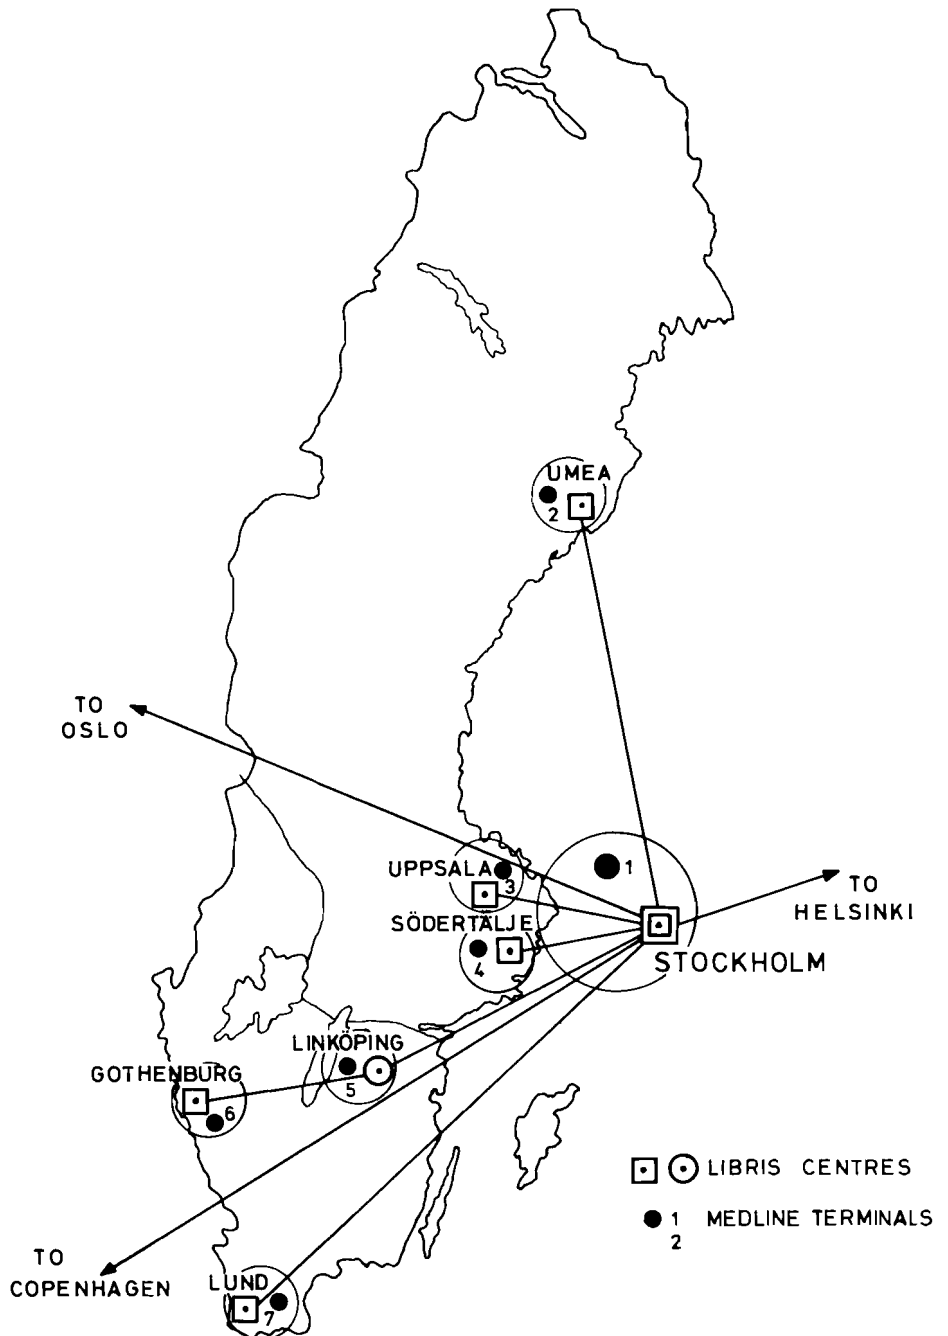 UMEA
2
TO
OSLO
1
UPPSALA
3
TO
HELSINKI
SÖDERTÄLJE
4
STOCKHOLM
LINKÖPING
5
GOTHENBURG
6
LIBRIS CENTRES
1 MEDLINE TERMINALS
2
TO
COPENHAGEN
LUND
7